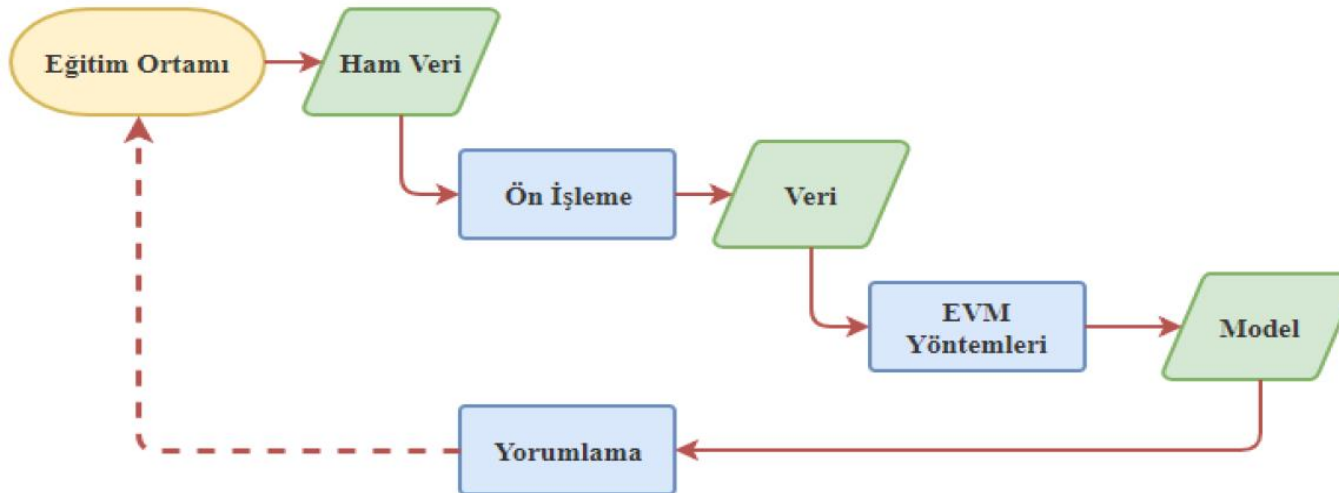 Eğitim Ortamı
Ham Veri
Ön İşleme
Veri
EVM
Yöntemleri
Model
Yorumlama